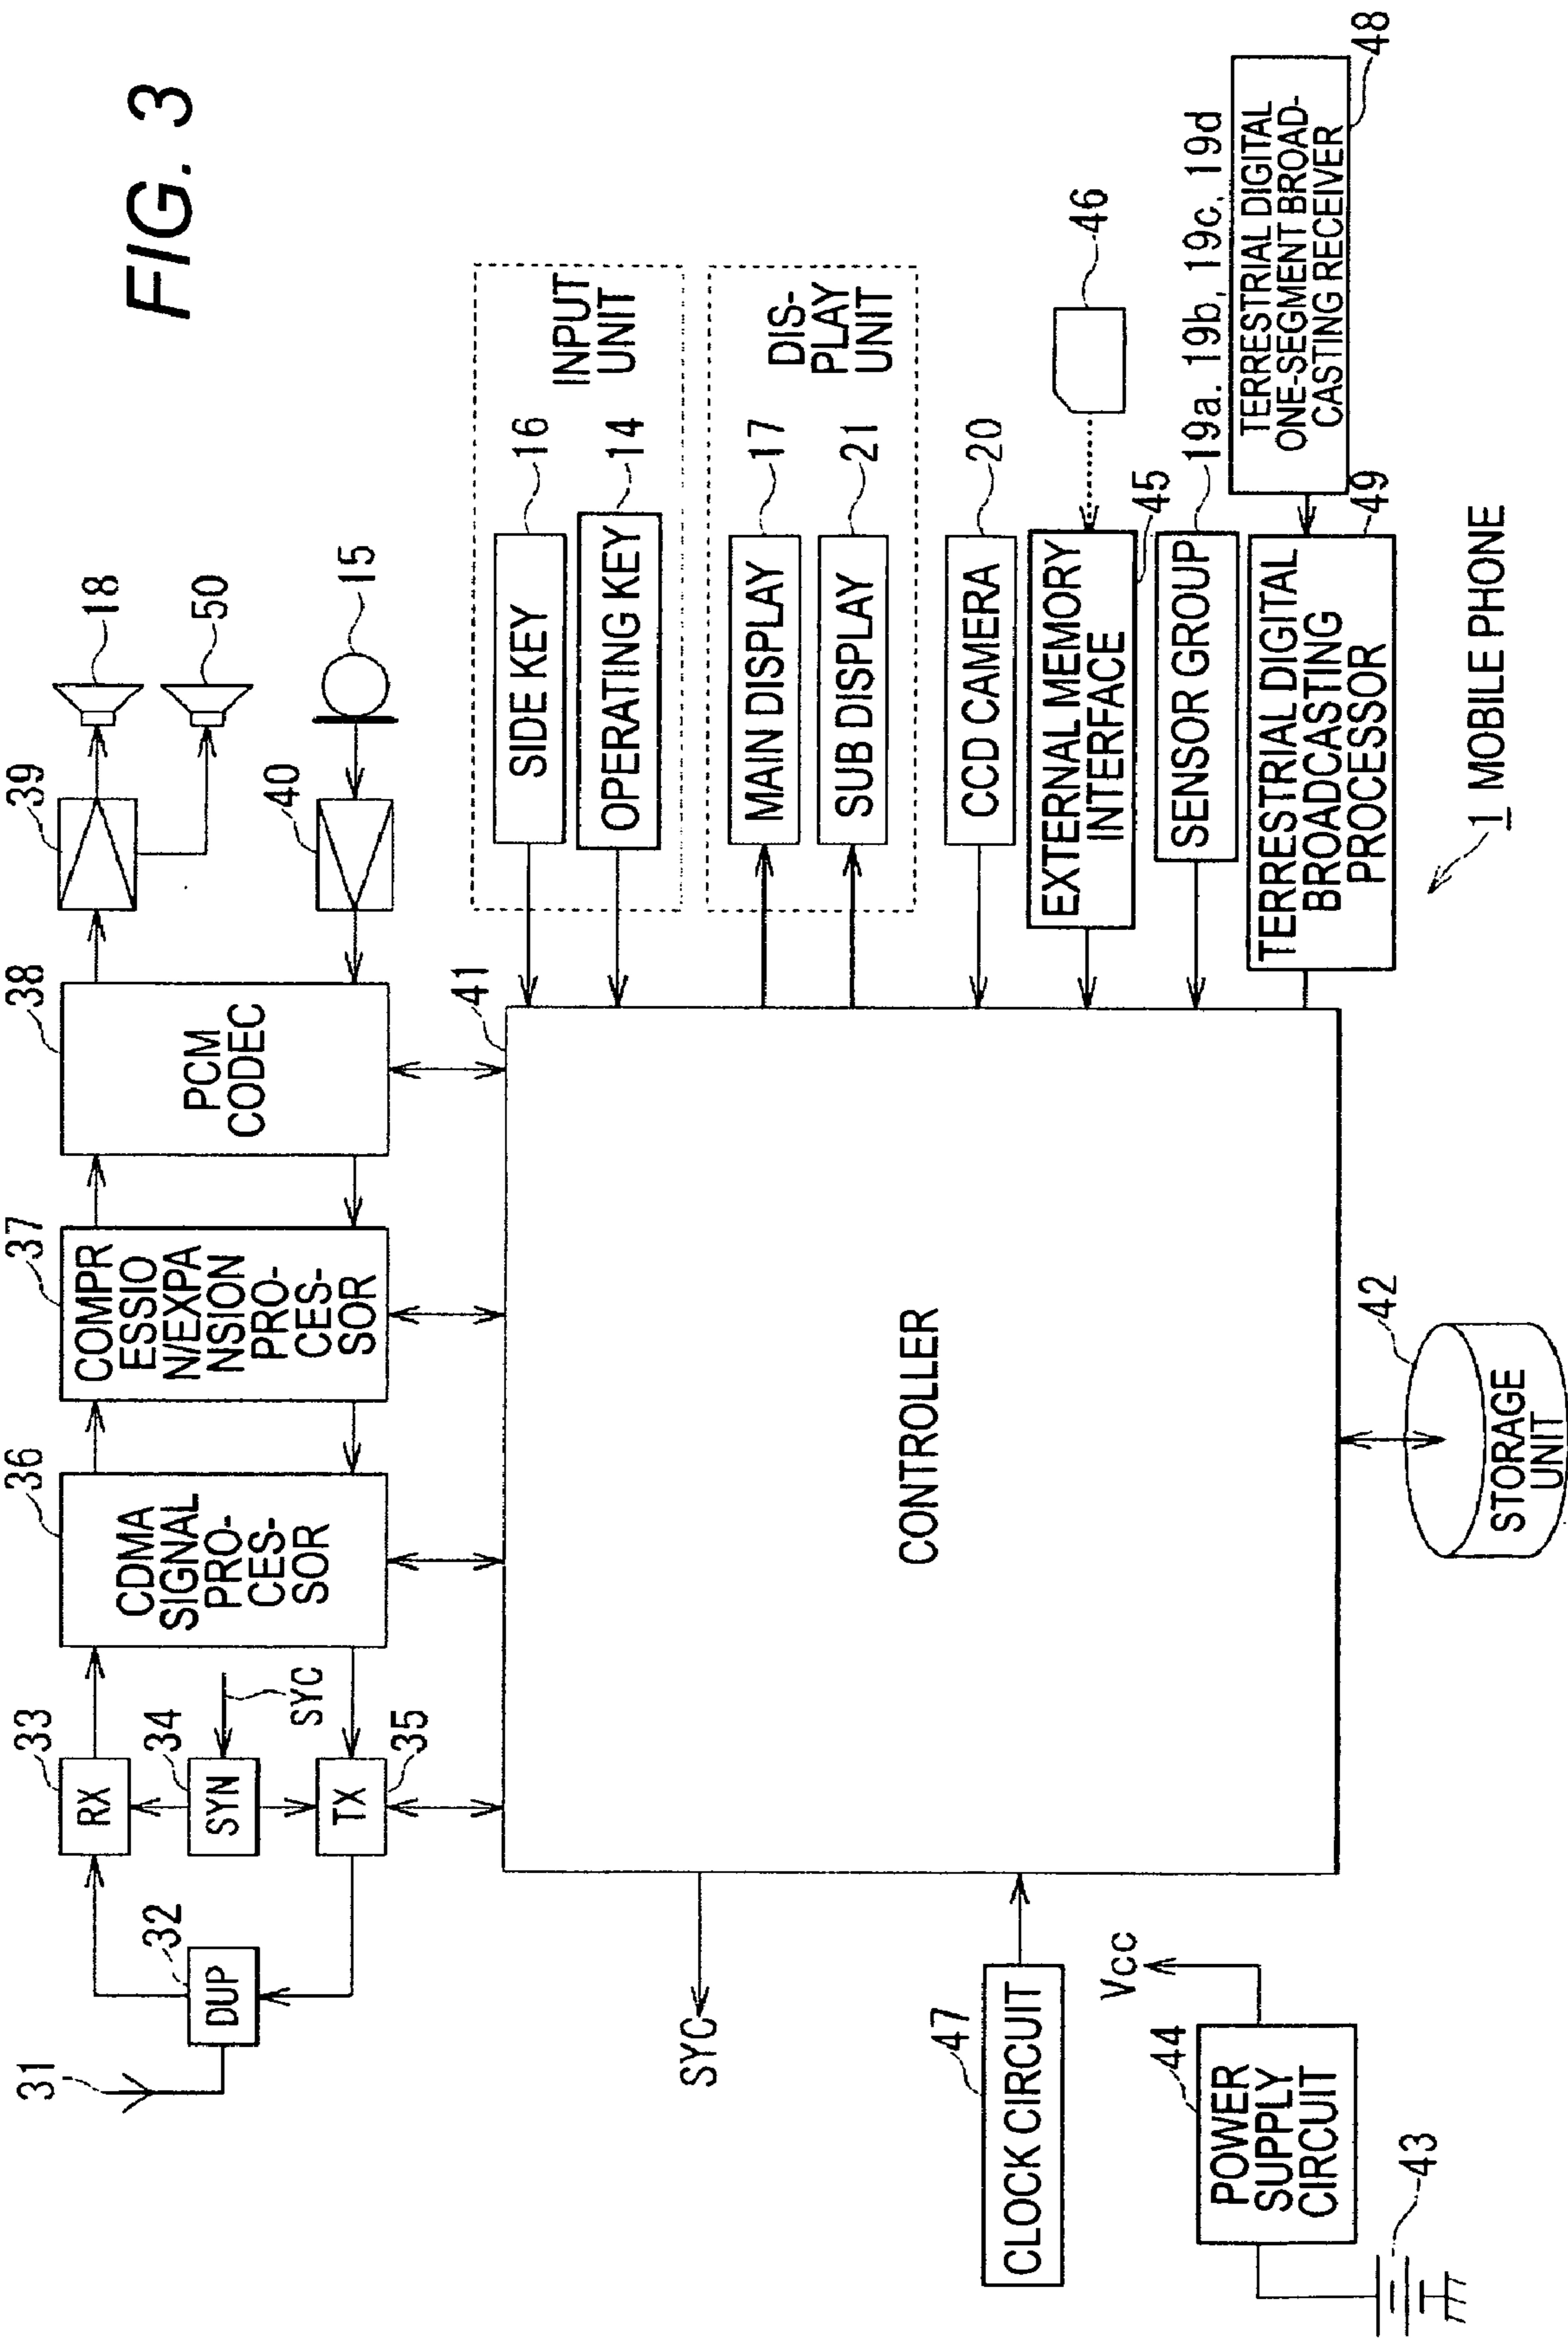 FIG. 3
31
32
DUP
33
RX
34
SYN
SYC
35
TX
36
CDMA
SIGNAL
PRO-
CES-
SOR
37
COMPR
ESSIO
N/EXPA
NSION
PRO-
CES-
SOR
38
PCM
CODEC
39
40
18
50
15
41
CONTROLLER
SYC
47
CLOCK CIRCUIT
Vcc
44
POWER
SUPPLY
CIRCUIT
43
42
STORAGE
UNIT
INPUT
UNIT
SIDE KEY
16
OPERATING KEY
14
DIS-
PLAY
UNIT
MAIN DISPLAY
17
SUB DISPLAY
21
CCD CAMERA
20
EXTERNAL MEMORY
INTERFACE
45
46
SENSOR GROUP
19a. 19b, 19c, 19d
TERRESTRIAL DIGITAL
BROADCASTING
PROCESSOR
49
TERRESTRIAL DIGITAL
ONE-SEGMENT BROAD-
CASTING RECEIVER
48
1 MOBILE PHONE